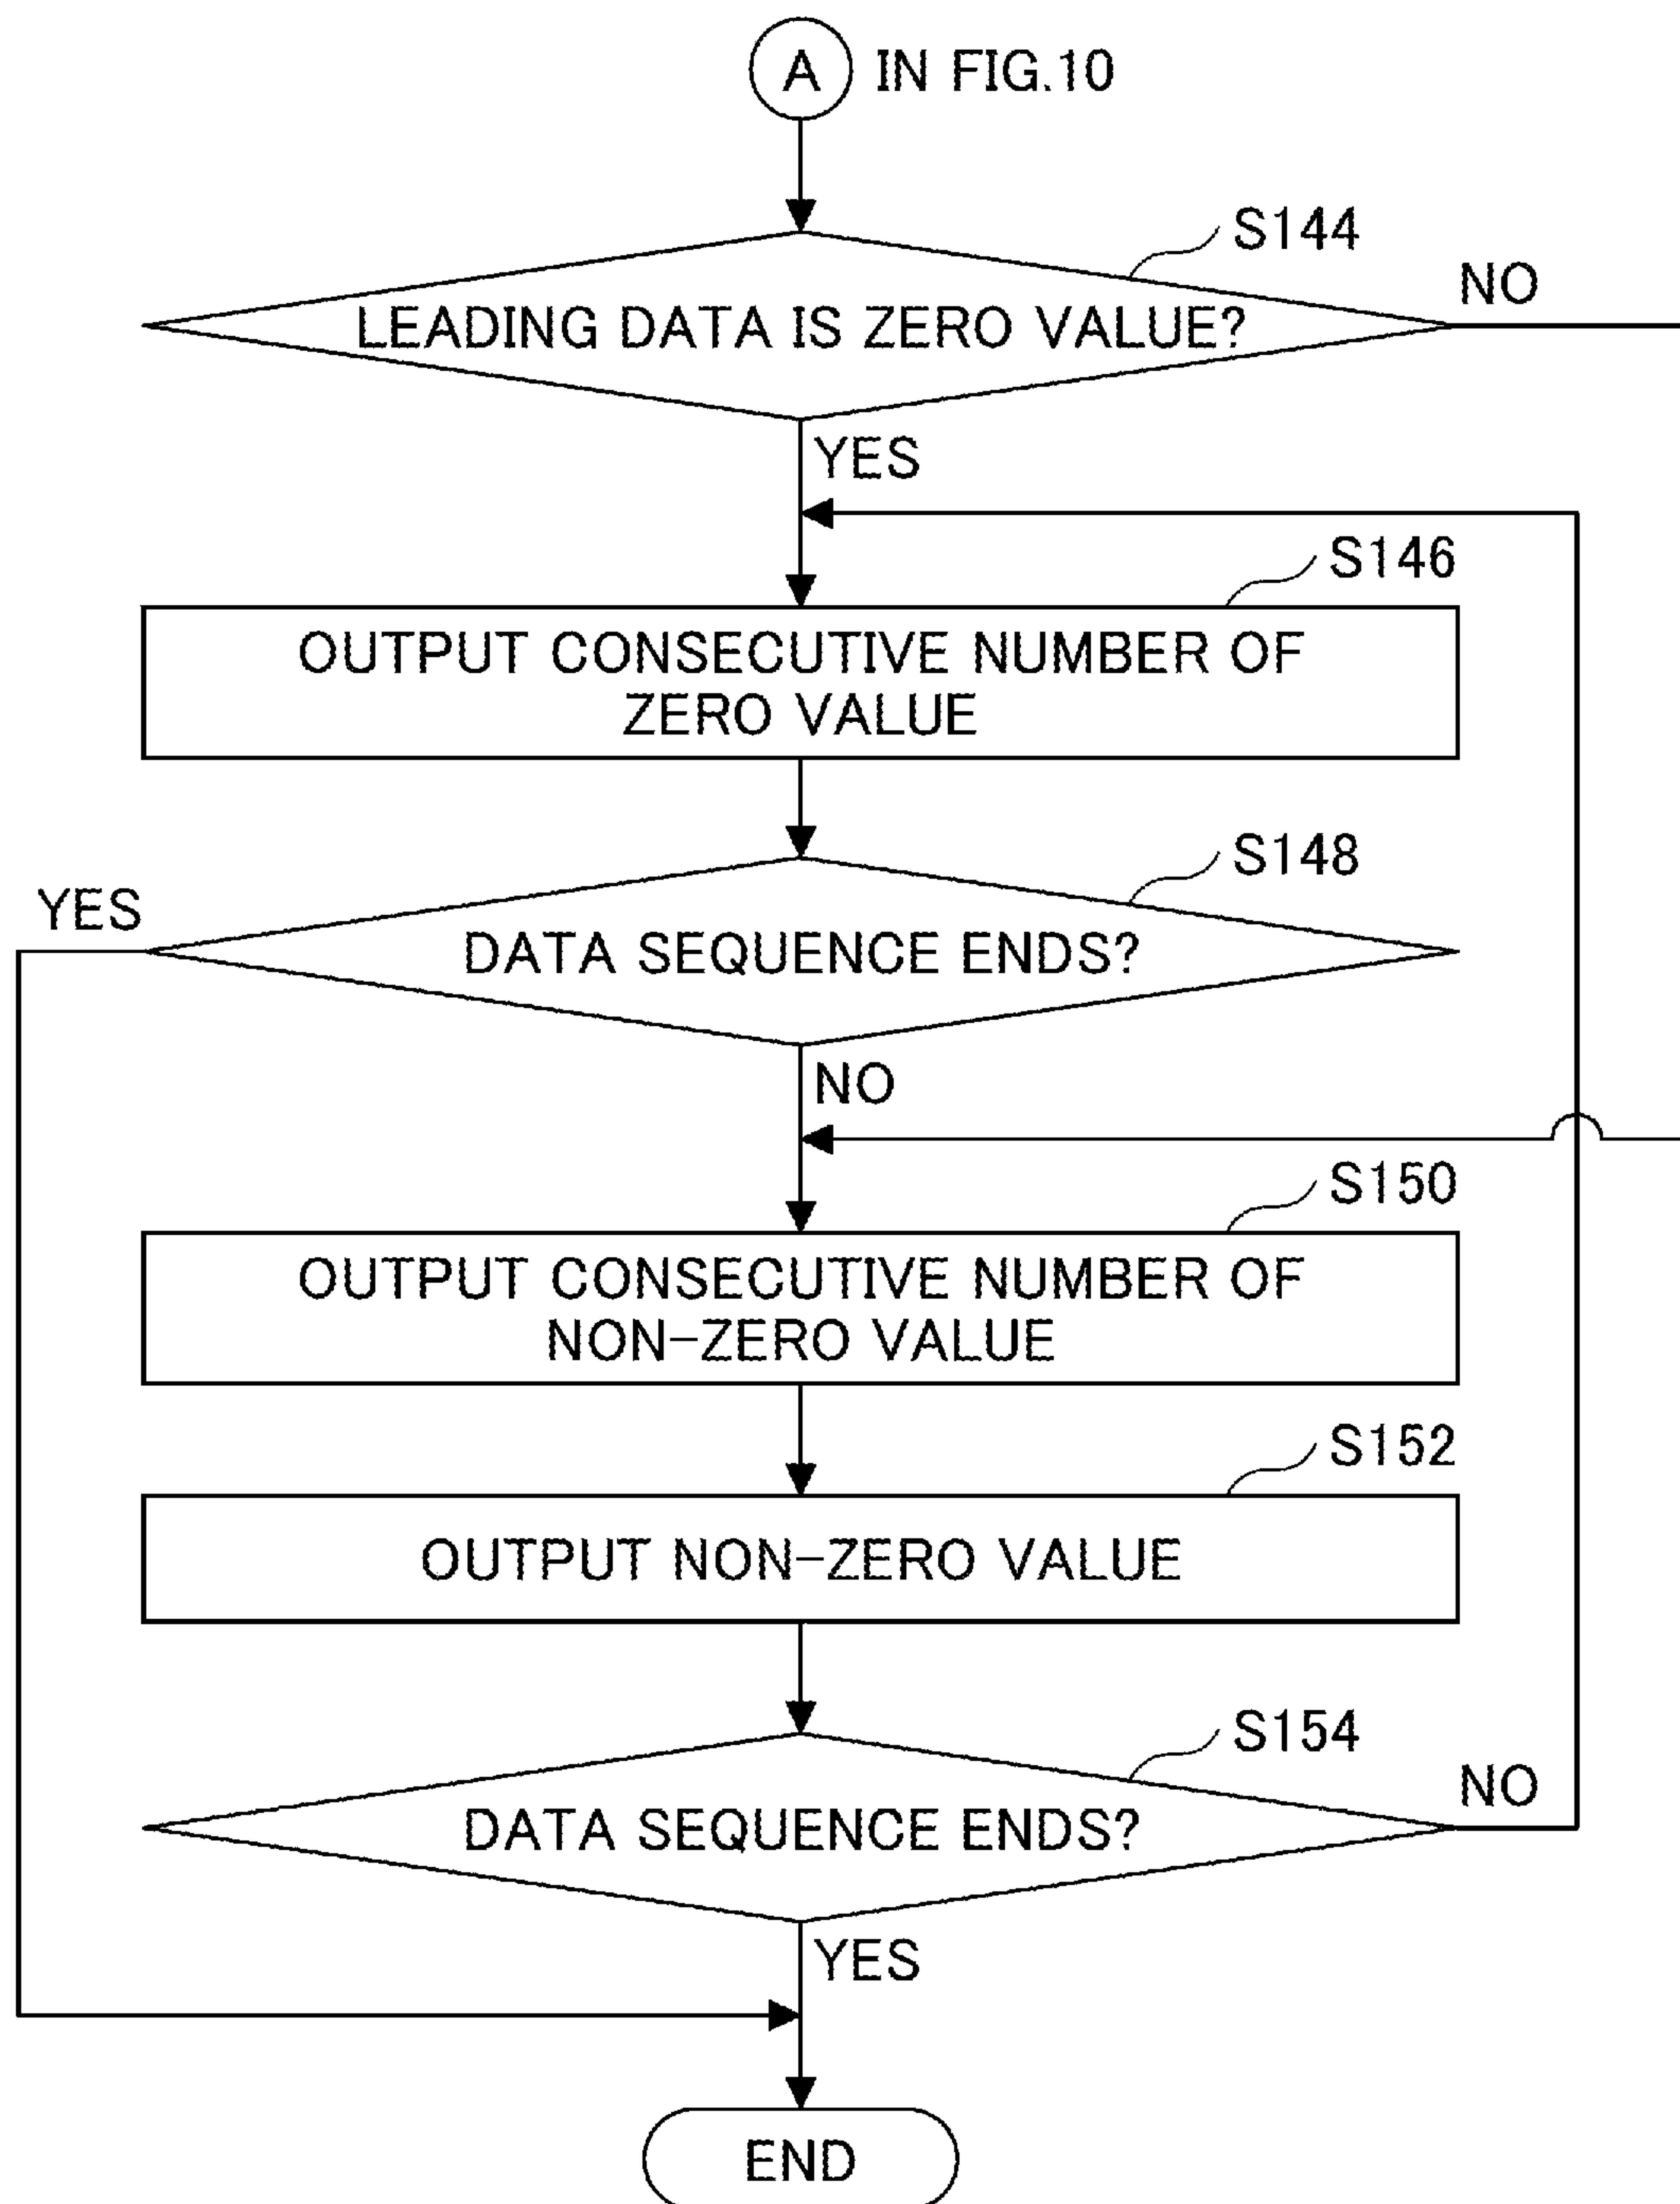 A IN FIG.10
S144
LEADING DATA IS ZERO VALUE?
NO
YES
S146
OUTPUT CONSECUTIVE NUMBER OF
ZERO VALUE
S148
YES
DATA SEQUENCE ENDS?
NO
S150
OUTPUT CONSECUTIVE NUMBER OF
NON-ZERO VALUE
S152
OUTPUT NON-ZERO VALUE
S154
NO
DATA SEQUENCE ENDS?
YES
END